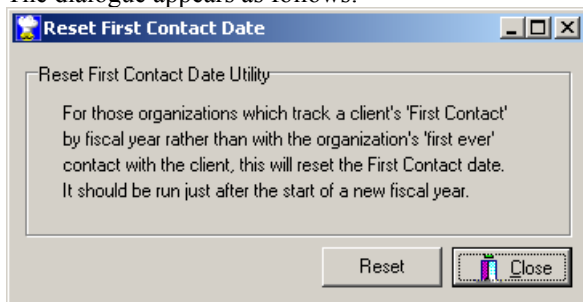 The dialogue appears as follows:
Reset First Contact Date
Reset First Contact Date Utility
For those organizations which track a client's 'First Contact'
by fiscal year rather than with the organization's 'first ever'
contact with the client, this will reset the First Contact date.
It should be run just after the start of a new fiscal year.
Reset
Close